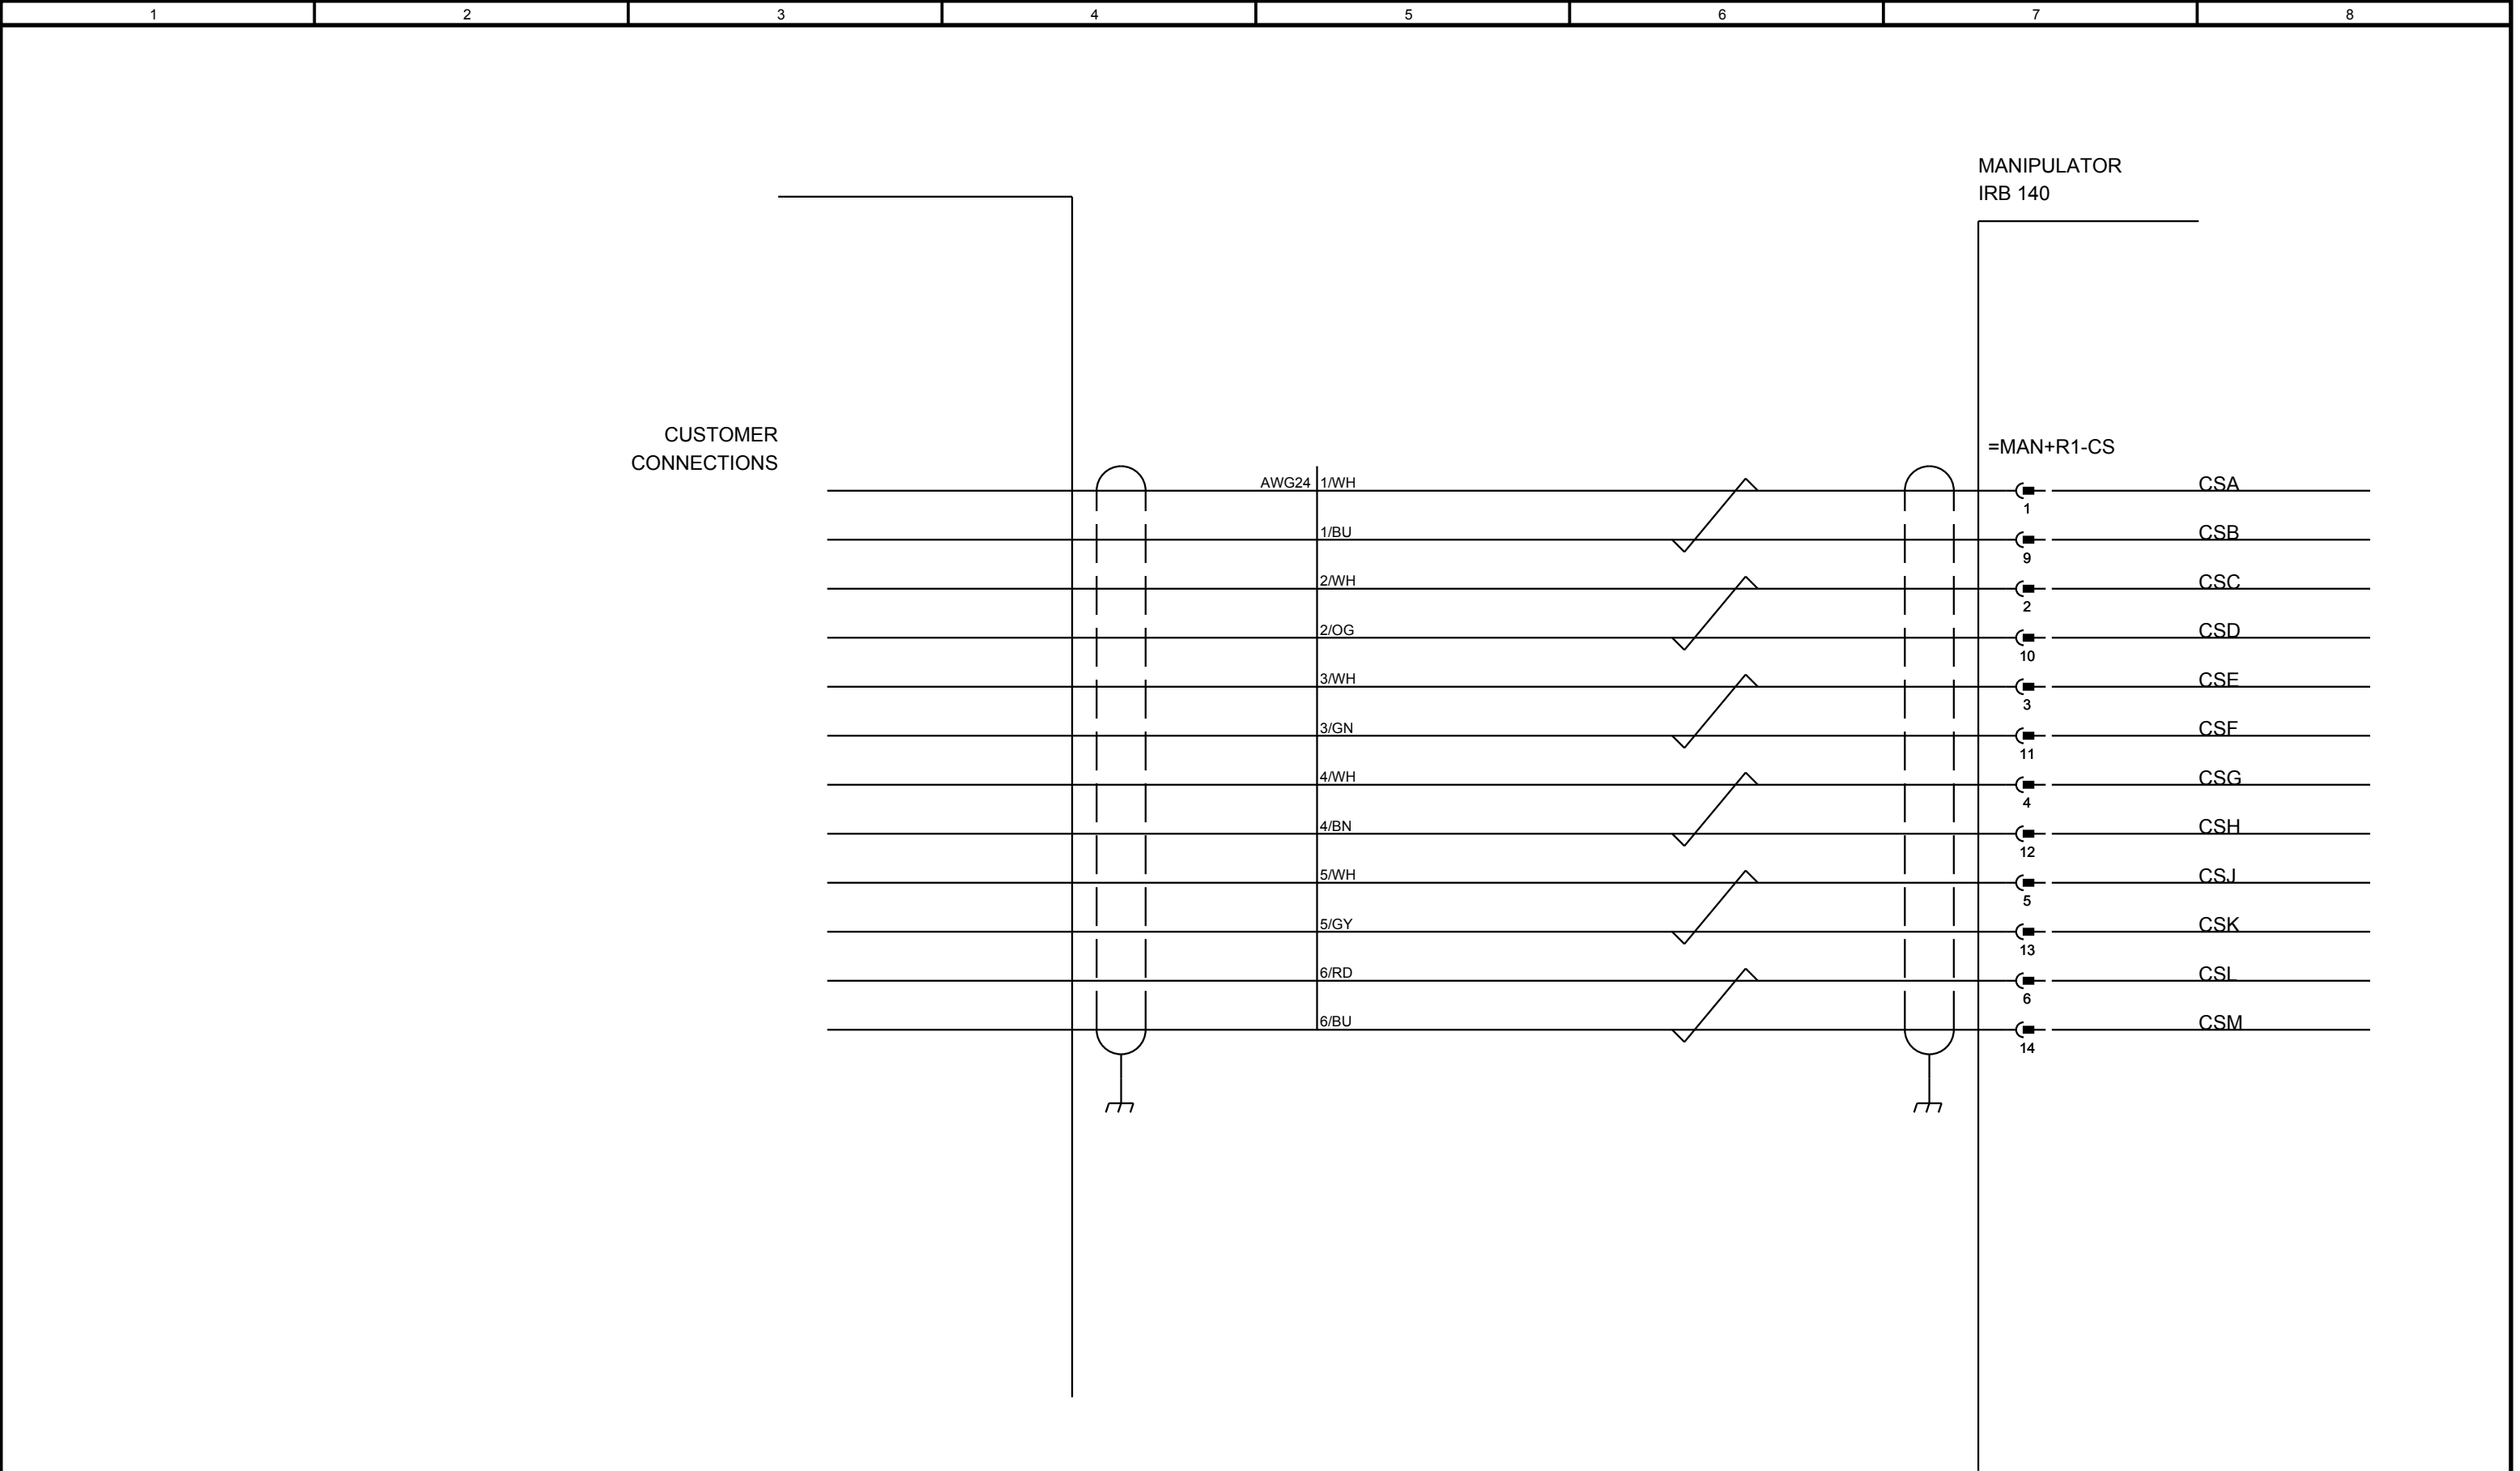 1 2 3 4 5 6 7 8
MANIPULATOR
IRB 140
CUSTOMER
CONNECTIONS
=MAN+R1-CS
AWG24 1/WH CSA
1
1/BU CSB
9
2/WH CSC
2
2/OG CSD
10
3/WH CSE
3
3/GN CSF
11
4/WH CSG
4
4/BN CSH
12
5/WH CSJ
5
5/GY CSK
13
6/RD CSL
6
6/BU CSM
14